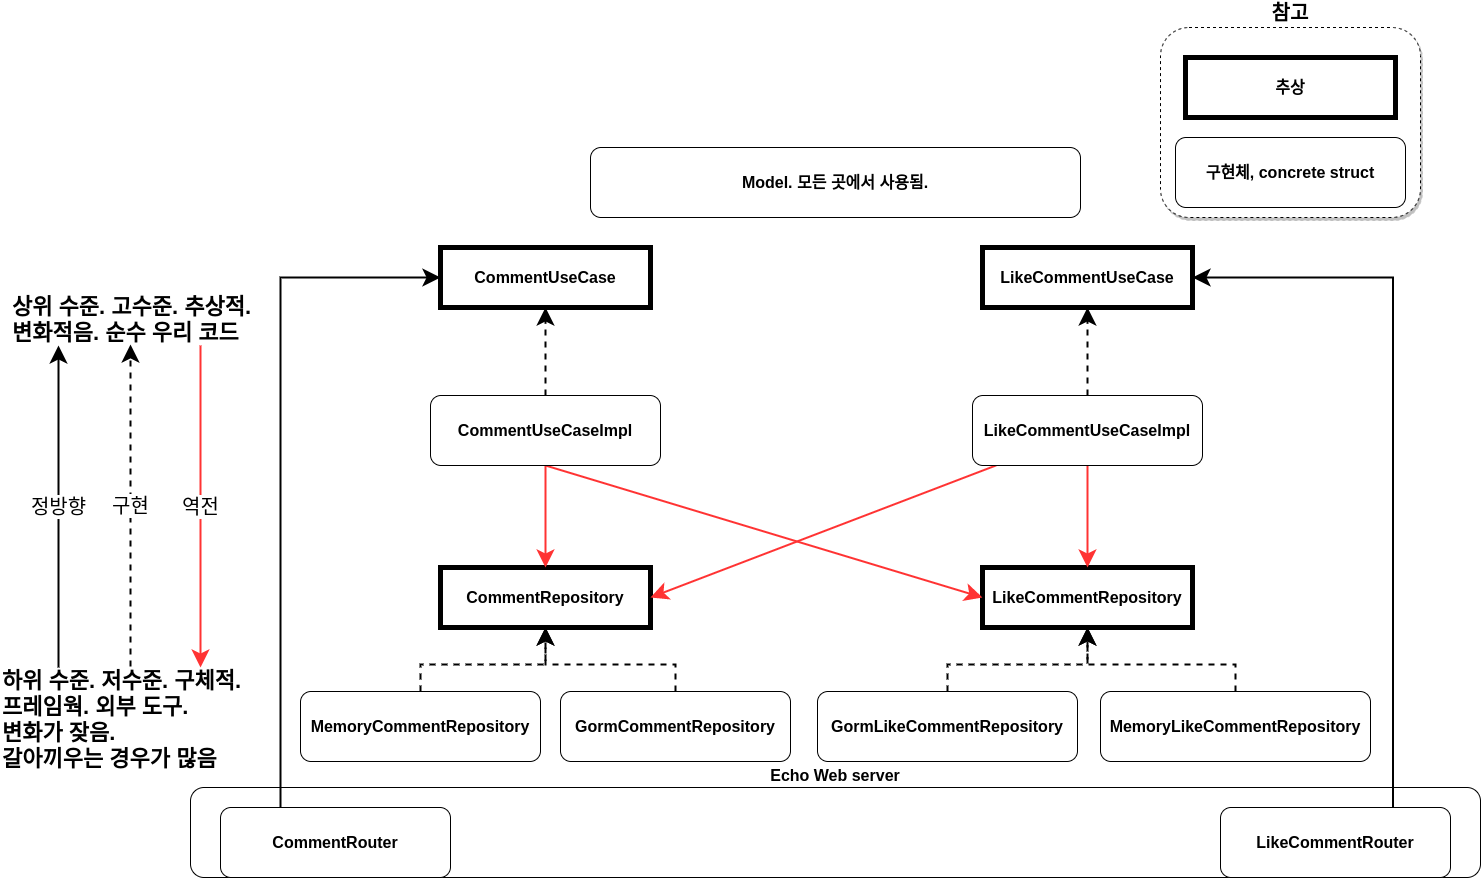 참고
추상
구현체, concrete struct
Model. 모든 곳에서 사용됨.
CommentUseCase
LikeCommentUseCase
상위 수준. 고수준. 추상적.
변화적음. 순수 우리 코드
CommentUseCaseImpl
LikeCommentUseCaseImpl
정방향
구현
역전
CommentRepository
LikeCommentRepository
하위 수준. 저수준. 구체적.
프레임웤. 외부 도구.
변화가 잦음.
갈아끼우는 경우가 많음
MemoryCommentRepository
GormCommentRepository
GormLikeCommentRepository
MemoryLikeCommentRepository
Echo Web server
CommentRouter
LikeCommentRouter